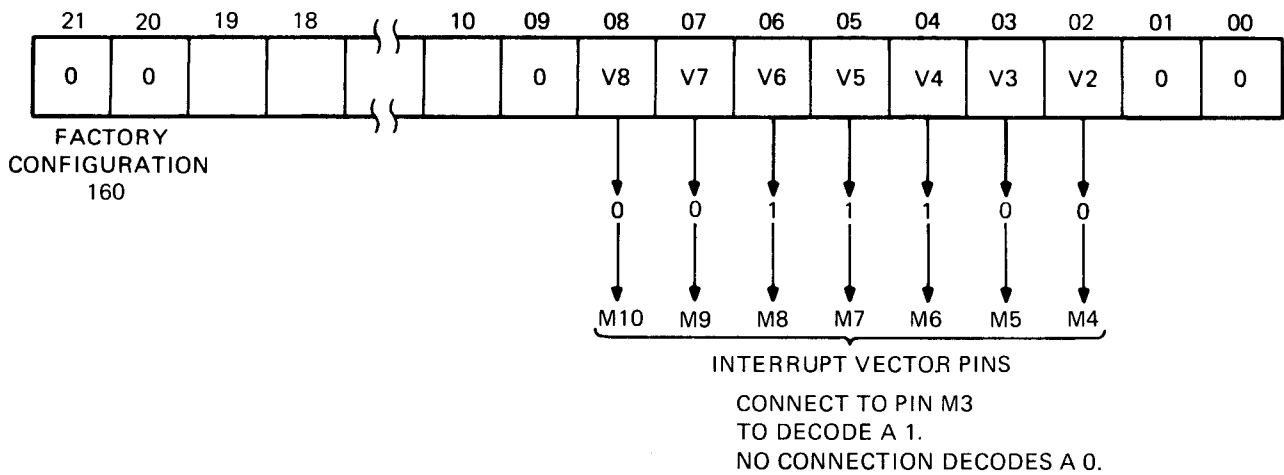 21 20 19 18 10 09 08 07 06 05 04 03 02 01 00
0 0 0 V8 V7 V6 V5 V4 V3 V2 0 0
FACTORY
CONFIGURATION
160
0 0 1 1 1 0 0
M10 M9 M8 M7 M6 M5 M4
INTERRUPT VECTOR PINS
CONNECT TO PIN M3
TO DECODE A 1.
NO CONNECTION DECODES A 0.